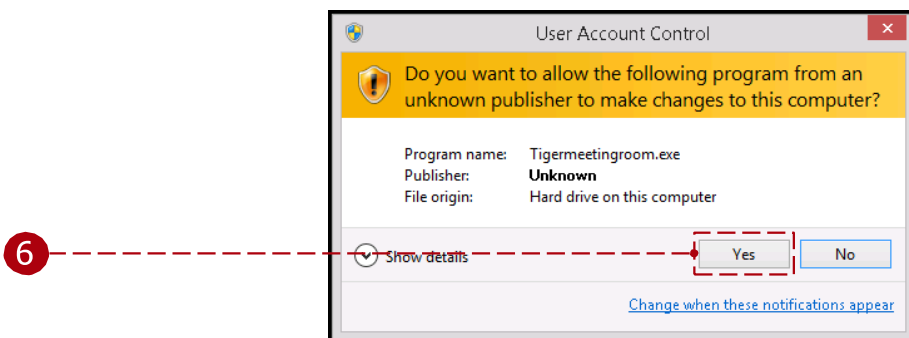 User Account Control
Do you want to allow the following program from an
unknown publisher to make changes to this computer?
Program name: Tigermeetingroom.exe
Publisher: Unknown
File origin: Hard drive on this computer
6
Show details Yes No
Change when these notifications appear